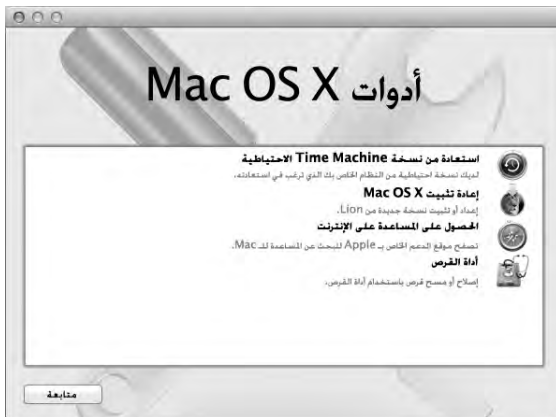 أدوات Mac OS X
استعادة من نسخة Time Machine الاحتياطية
لديك نسخة احتياطية من النظام الخاص بك الذي ترغب في استعادته.
إعادة تثبيت Mac OS X
إعداد أو تثبيت نسخة جديدة من Lion.
الحصول على المساعدة على الإنترنت
تصفح موقع الدعم الخاص بـ Apple للبحث عن المساعدة لـ Mac.
أداة القرص
إصلاح أو مسح قرص باستخدام أداة القرص.
متابعة